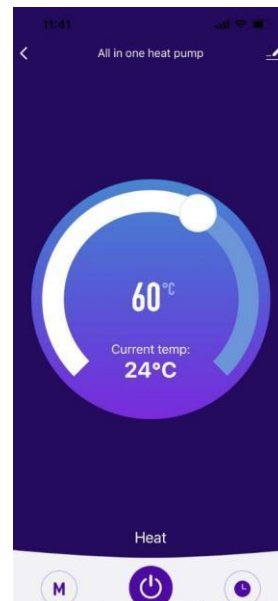 11:41
All in one heat pump
60°C
Current temp:
24°C
Heat
M